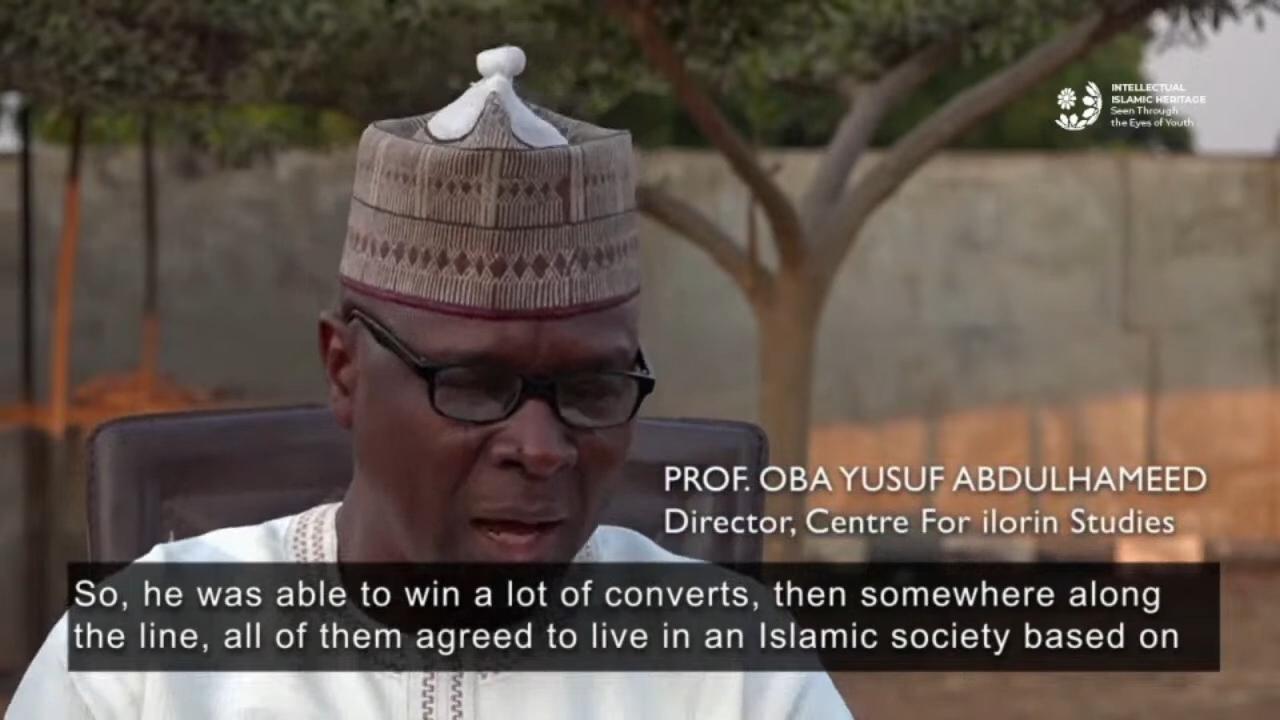 INTELLECTUAL
ISLAMIC HERITAGE
Seen Through
the Eyes of Youth
PROF. OBA YUSUF ABDULHAMEED
Director, Centre For ilorin Studies
So, he was able to win a lot of converts, then somewhere along
the line, all of them agreed to live in an Islamic society based on